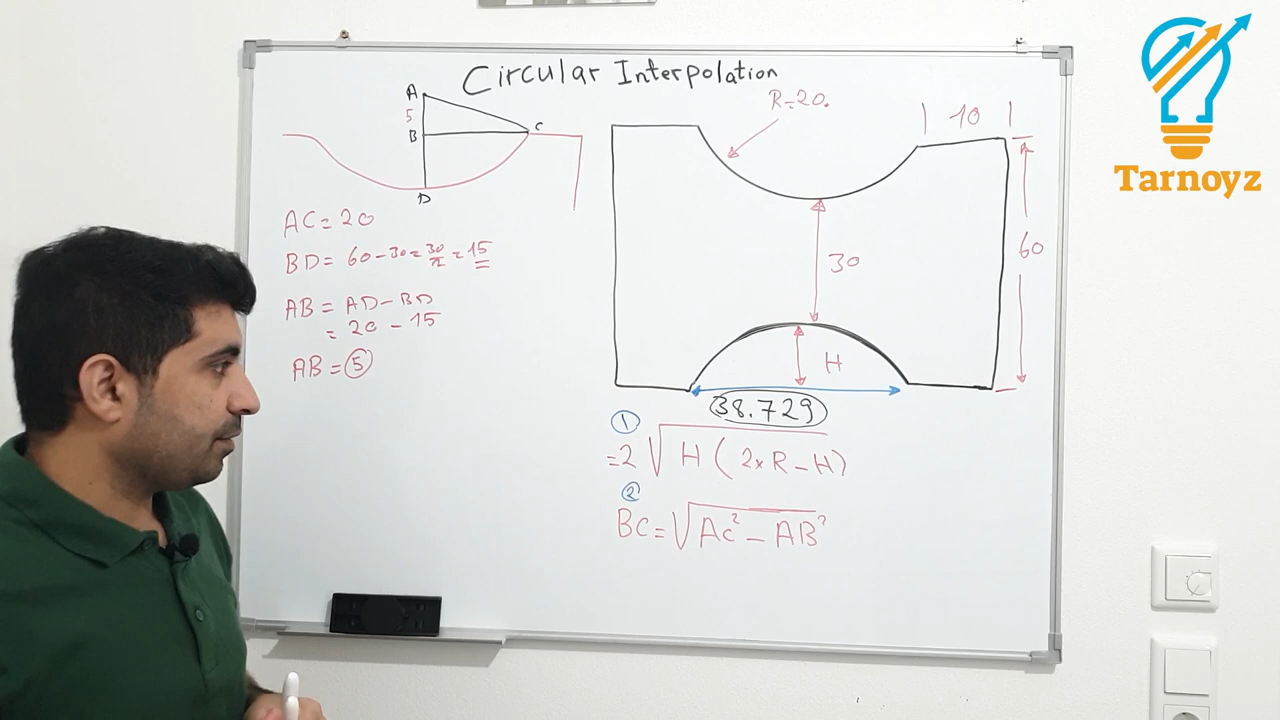 Circular Interpolation
A
5
B
C
D
AC = 20
BD = 60 - 30 = 30/2 = 15
AB = AD - BD
= 20 - 15
AB = 5
R=20.
10
30
60
H
38.729
1
= 2 √H ( 2 x R - H )
2
BC = √AC² - AB²
Tarnoyz